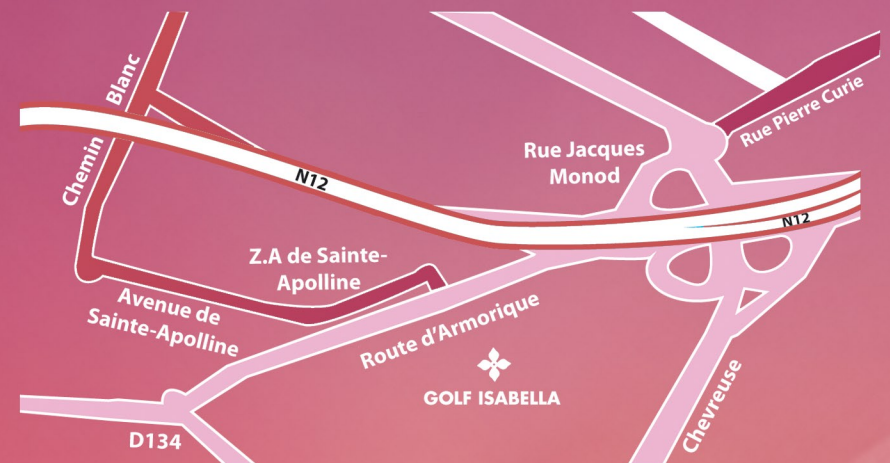 Chemin Blanc
N12
Rue Jacques
Monod
Rue Pierre Curie
N12
Z.A de Sainte-
Apolline
Avenue de
Sainte-Apolline
Route d'Armorique
GOLF ISABELLA
Chevreuse
D134